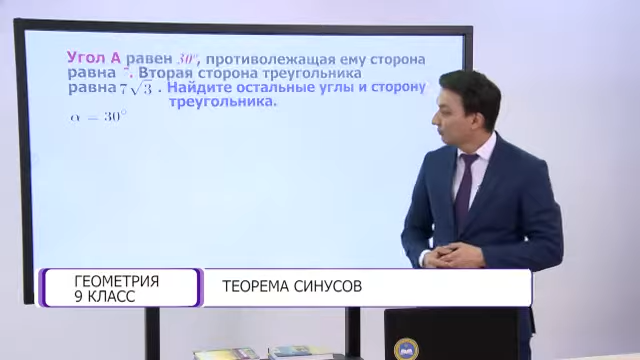 Угол А равен 30°, противолежащая ему сторона
равна 7. Вторая сторона треугольника
равна 7√3 . Найдите остальные углы и сторону
треугольника.
α = 30°
ГЕОМЕТРИЯ
9 КЛАСС
ТЕОРЕМА СИНУСОВ